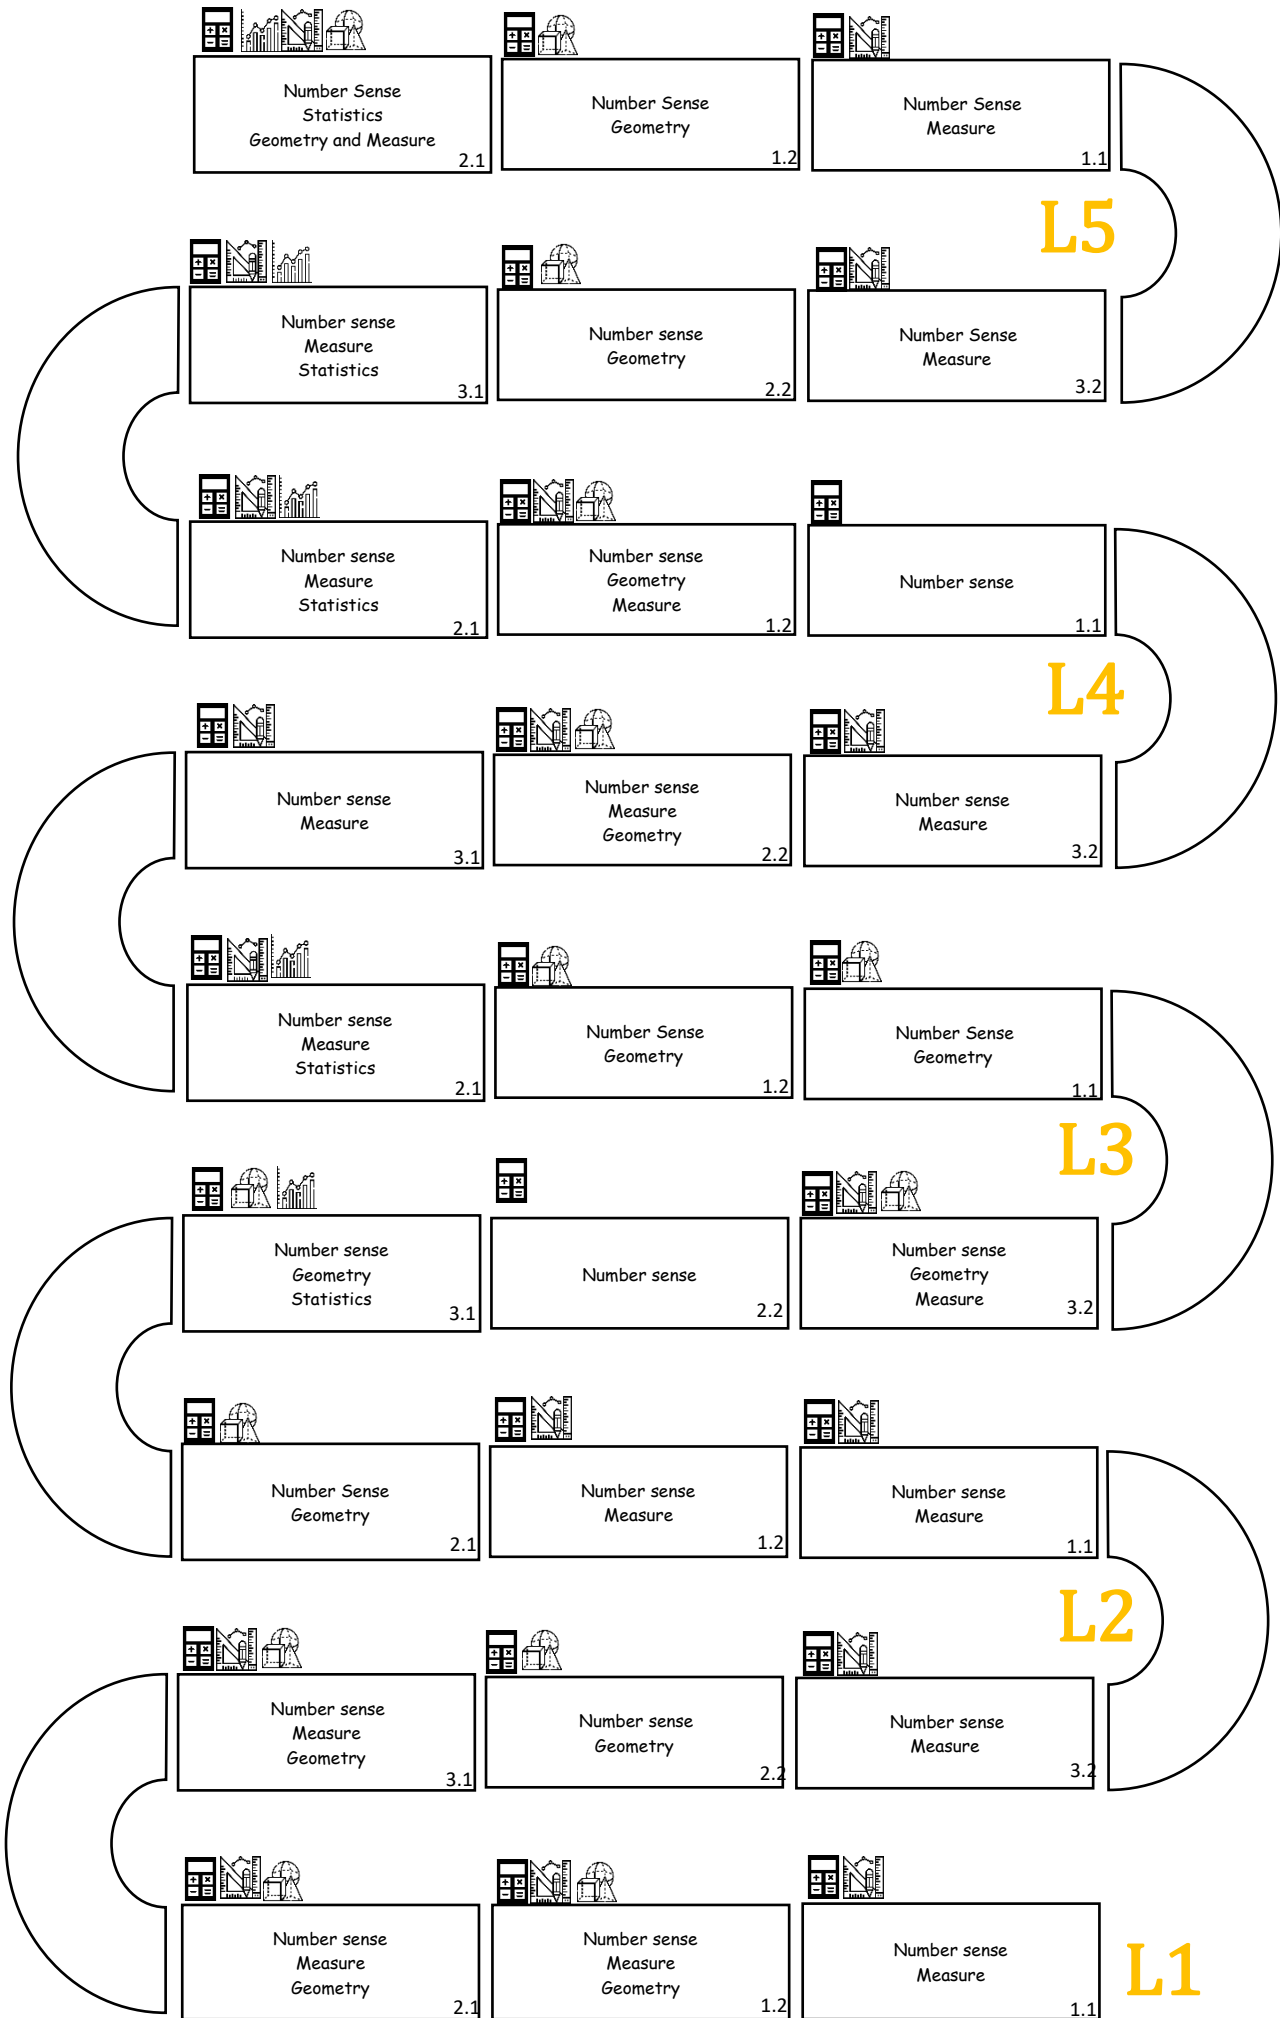 Number Sense
Statistics
Geometry and Measure
2.1
Number Sense
Geometry
1.2
Number Sense
Measure
1.1
L5
Number sense
Measure
Statistics
3.1
Number sense
Geometry
2.2
Number Sense
Measure
3.2
Number sense
Measure
Statistics
2.1
Number sense
Geometry
Measure
1.2
Number sense
1.1
L4
Number sense
Measure
3.1
Number sense
Measure
Geometry
2.2
Number sense
Measure
3.2
Number sense
Measure
Statistics
2.1
Number Sense
Geometry
1.2
Number Sense
Geometry
1.1
L3
Number sense
Geometry
Statistics
3.1
Number sense
2.2
Number sense
Geometry
Measure
3.2
Number Sense
Geometry
2.1
Number sense
Measure
1.2
Number sense
Measure
1.1
L2
Number sense
Measure
Geometry
3.1
Number sense
Geometry
2.2
Number sense
Measure
3.2
Number sense
Measure
Geometry
2.1
Number sense
Measure
Geometry
1.2
Number sense
Measure
1.1
L1